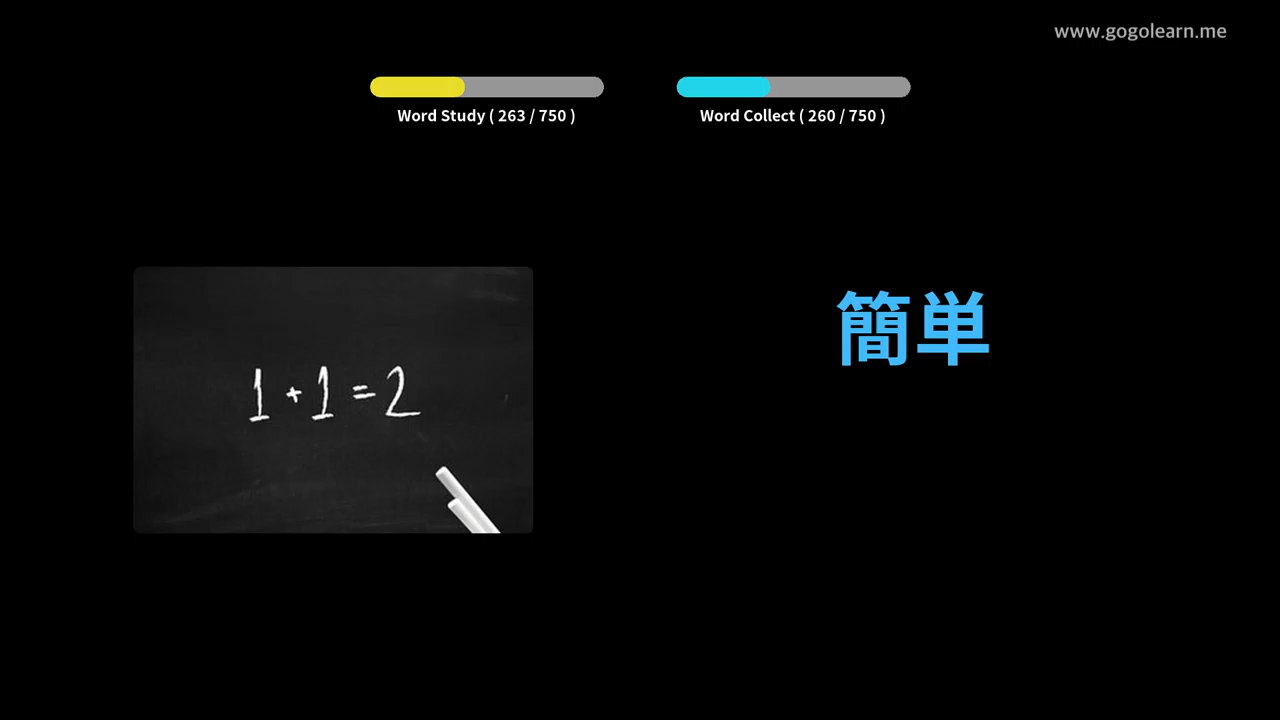 www.gogolearn.me
Word Study ( 263 / 750 )
Word Collect ( 260 / 750 )
簡単
1 + 1 = 2